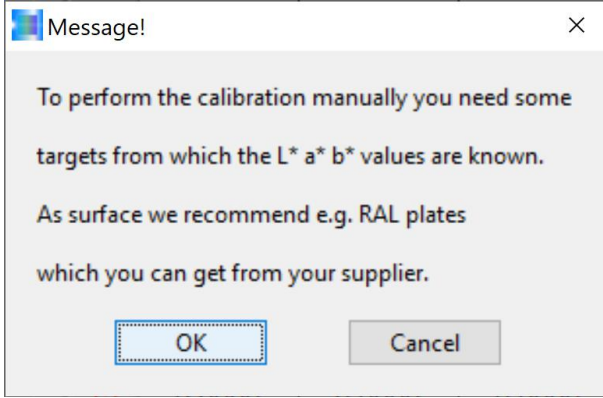 Message!
To perform the calibration manually you need some
targets from which the L* a* b* values are known.
As surface we recommend e.g. RAL plates
which you can get from your supplier.
OK Cancel